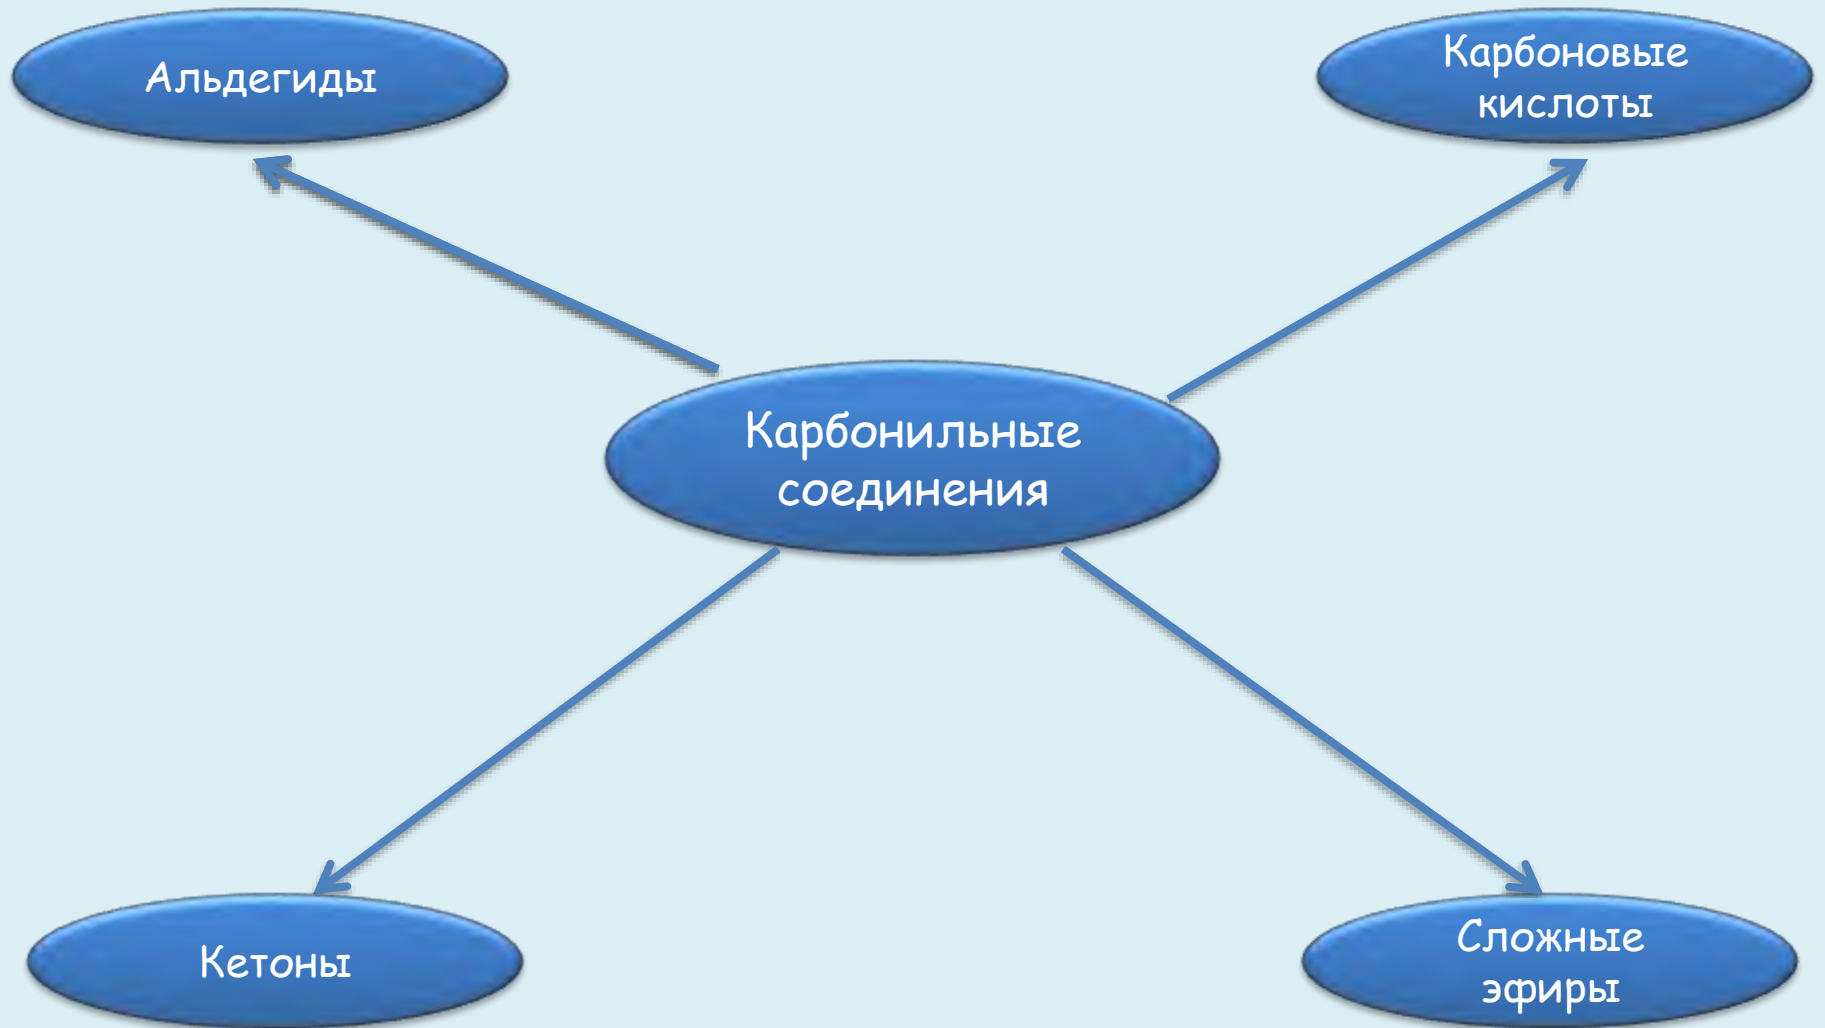 Альдегиды
Карбоновые
кислоты
Карбонильные
соединения
Кетоны
Сложные
эфиры